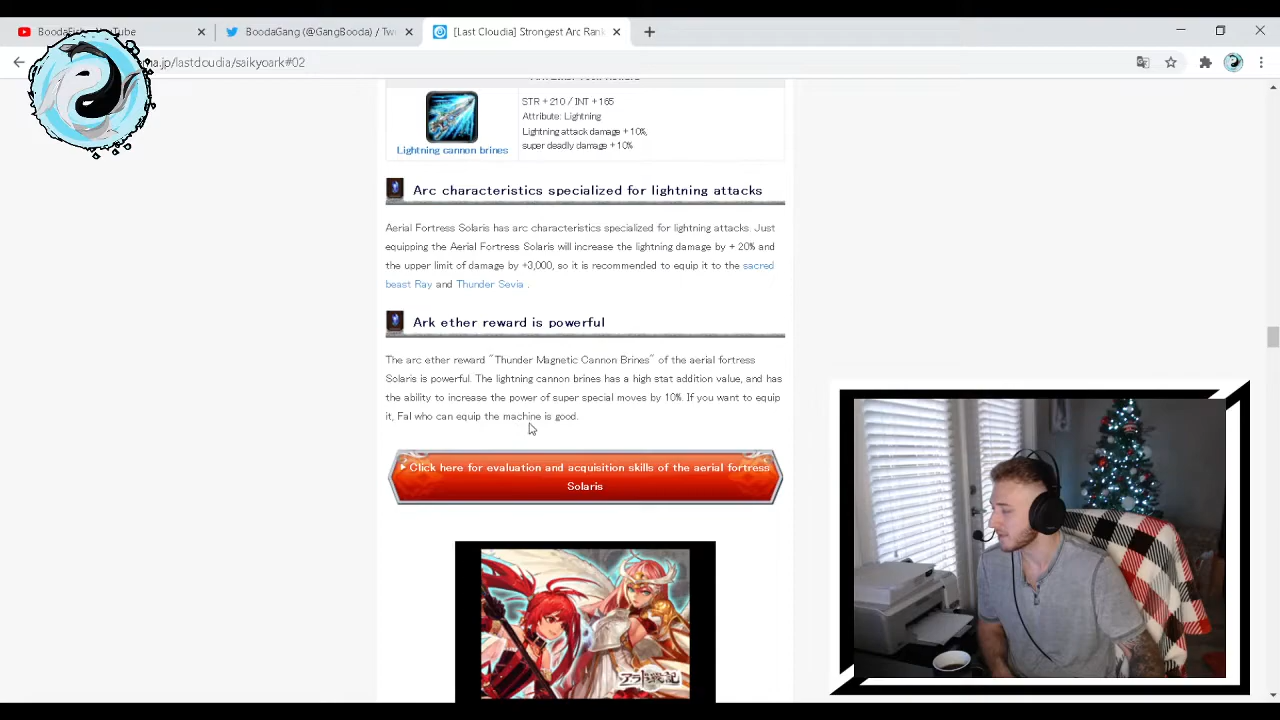 BoodaGang (@GangBooda) / Tw
[Last Cloudia] Strongest Arc Ran
ma.jp/lastcloudia/saikyoark#02
STR + 210 / INT + 165
Attribute: Lightning
Lightning attack damage + 10%,
super deadly damage + 10%
Lightning cannon brines
Arc characteristics specialized for lightning attacks
Aerial Fortress Solaris has arc characteristics specialized for lightning attacks. Just
equipping the Aerial Fortress Solaris will increase the lightning damage by + 20% and
the upper limit of damage by +3,000, so it is recommended to equip it to the sacred
beast Ray and Thunder Sevia .
Ark ether reward is powerful
The arc ether reward "Thunder Magnetic Cannon Brines" of the aerial fortress
Solaris is powerful. The lightning cannon brines has a high stat addition value, and has
the ability to increase the power of super special moves by 10%. If you want to equip
it, Fal who can equip the machine is good.
Click here for evaluation and acquisition skills of the aerial fortress
Solaris
アラド戦記